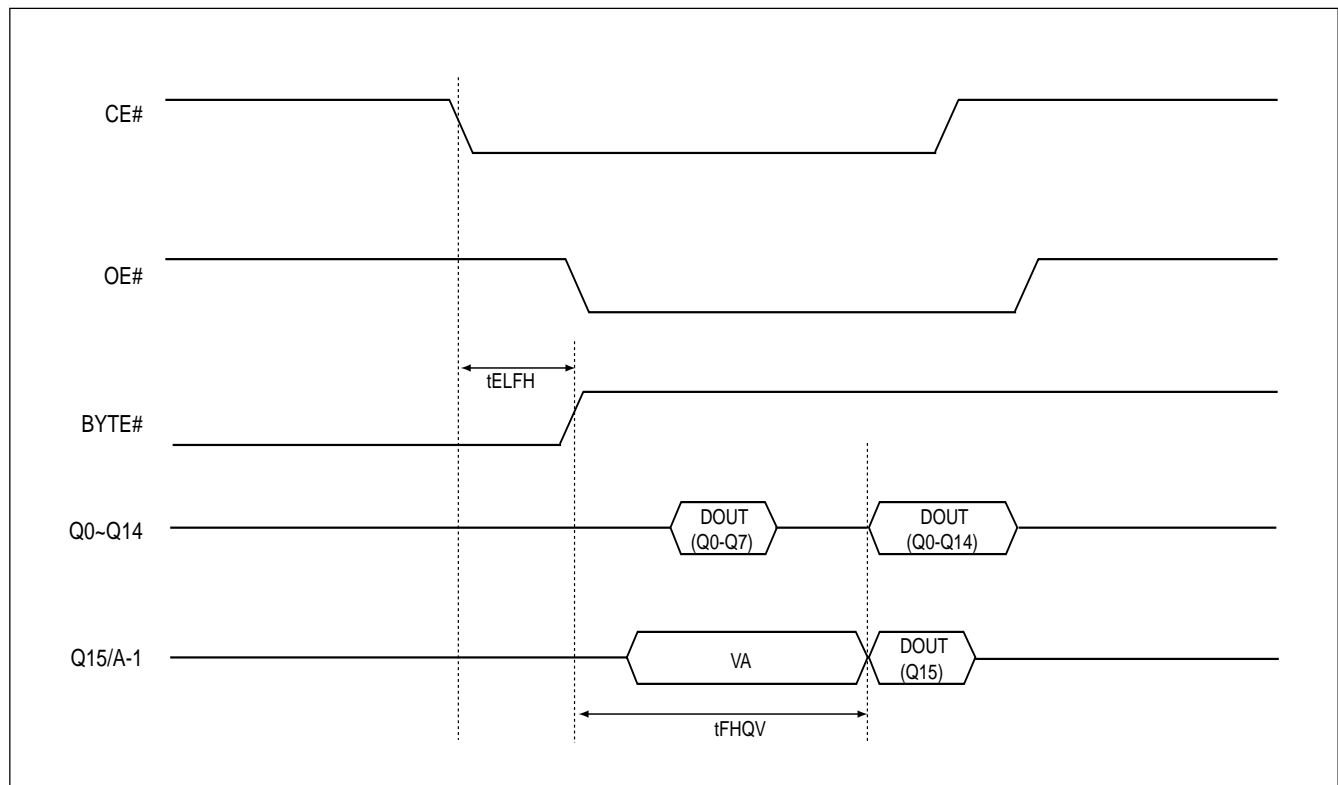 CE#
OE#
tELFH
BYTE#
Q0~Q14
DOUT
(Q0-Q7)
DOUT
(Q0-Q14)
Q15/A-1
VA
DOUT
(Q15)
tFHQV